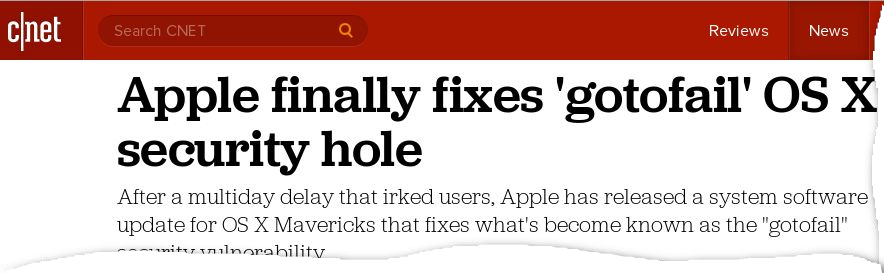 c|net
Search CNET
Reviews
News
Apple finally fixes 'gotofail' OS X
security hole
After a multiday delay that irked users, Apple has released a system software
update for OS X Mavericks that fixes what's become known as the "gotofail"
security vulnerability.